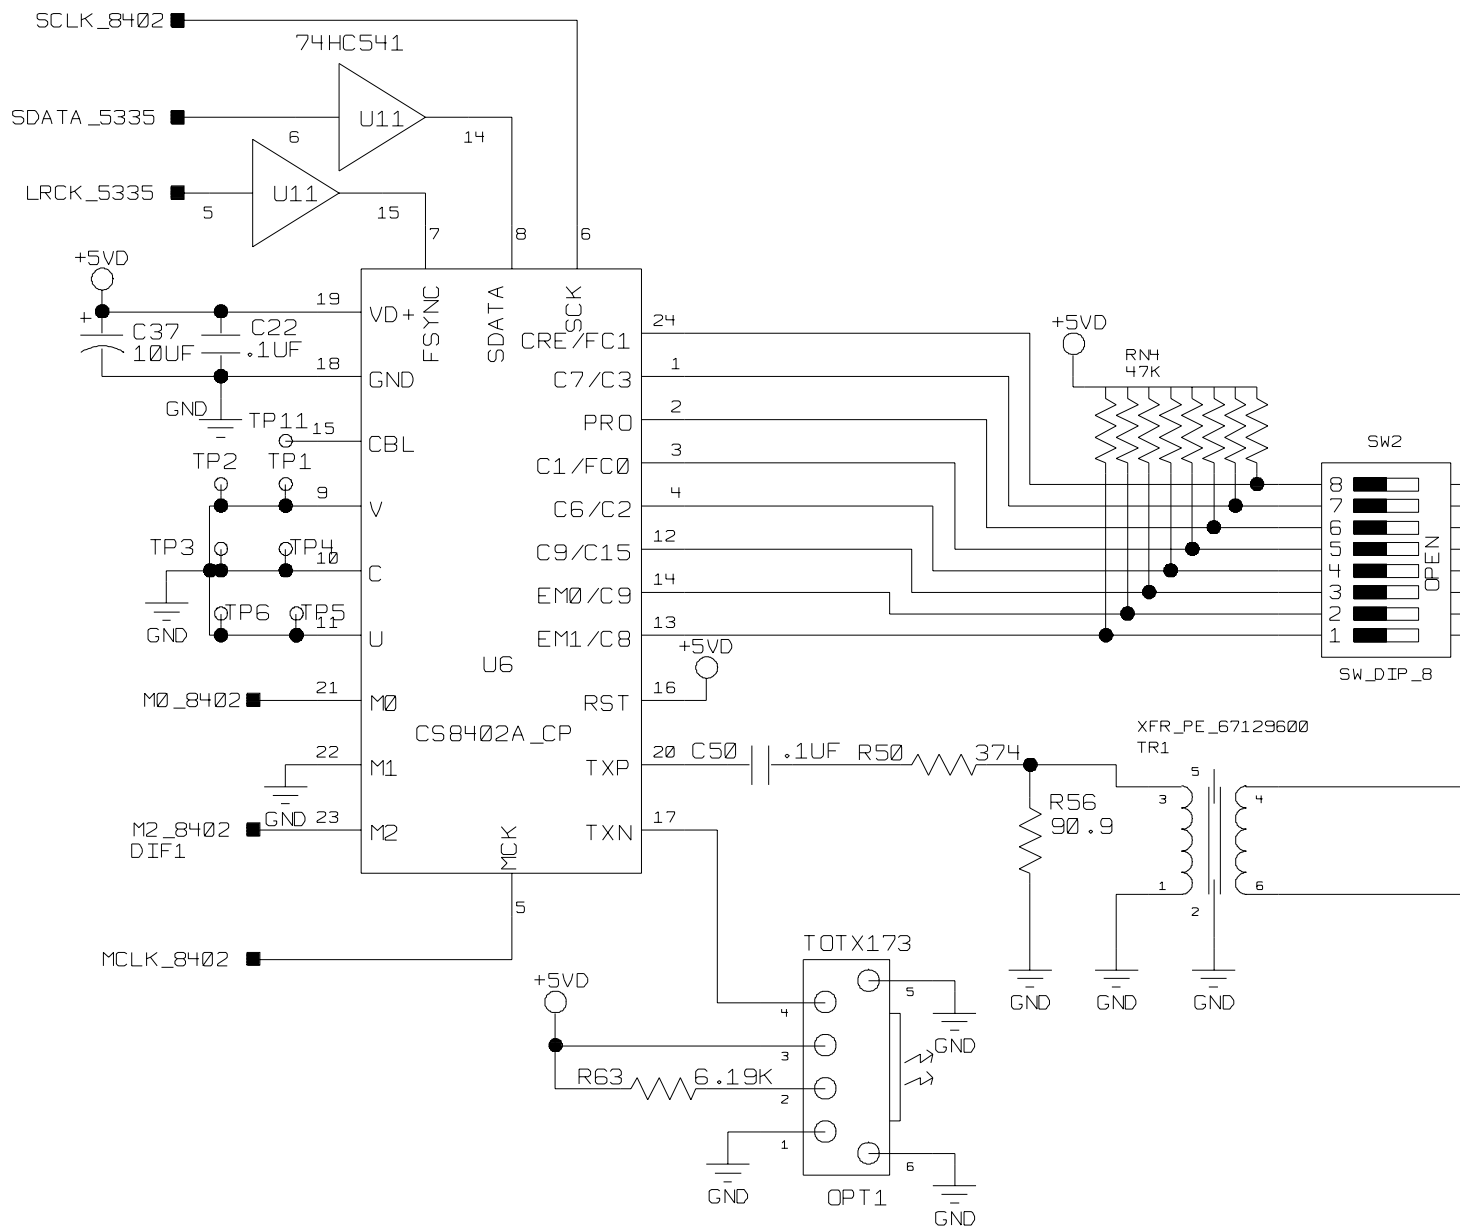 SCLK_8402
74HC541
SDATA_5335
6
U11
14
LRCK_5335
5
U11
15
7
8
6
+5VD
19
VD+
FSYNC
SDATA
SCK
+
C37
10UF
C22
.1UF
18
GND
GND
TP11
15
CBL
TP2
TP1
9
V
TP3
TP4
10
C
GND
TP6
TP5
11
U
U6
CS8402A_CP
M0_8402
21
M0
22
M1
GND
M2_8402
DIF1
23
M2
MCK
5
MCLK_8402
CRE/FC1
24
C7/C3
1
PRO
2
C1/FC0
3
C6/C2
4
C9/C15
12
EM0/C9
14
EM1/C8
13
+5VD
RST
16
TXP
20
TXN
17
+5VD
RN4
47K
SW2
8
7
6
5
4
3
2
1
OPEN
SW_DIP_8
C50
.1UF
R50
374
R56
90.9
GND
XFR_PE_67129600
TR1
5
3
4
1
6
2
GND
GND
TOTX173
+5VD
4
5
GND
3
R63
6.19K
2
1
GND
6
GND
OPT1